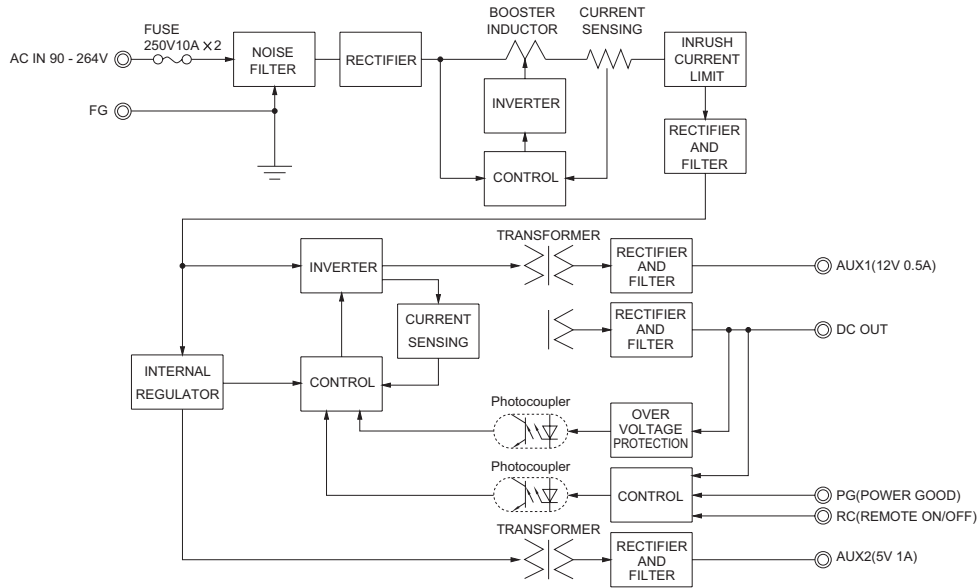 BOOSTER
INDUCTOR
CURRENT
SENSING
FUSE
250V10A ×2
AC IN 90 - 264V
NOISE
FILTER
RECTIFIER
INRUSH
CURRENT
LIMIT
FG
INVERTER
RECTIFIER
AND
FILTER
CONTROL
TRANSFORMER
INVERTER
RECTIFIER
AND
FILTER
AUX1(12V 0.5A)
CURRENT
SENSING
RECTIFIER
AND
FILTER
DC OUT
INTERNAL
REGULATOR
CONTROL
Photocoupler
OVER
VOLTAGE
PROTECTION
Photocoupler
CONTROL
PG(POWER GOOD)
RC(REMOTE ON/OFF)
TRANSFORMER
RECTIFIER
AND
FILTER
AUX2(5V 1A)